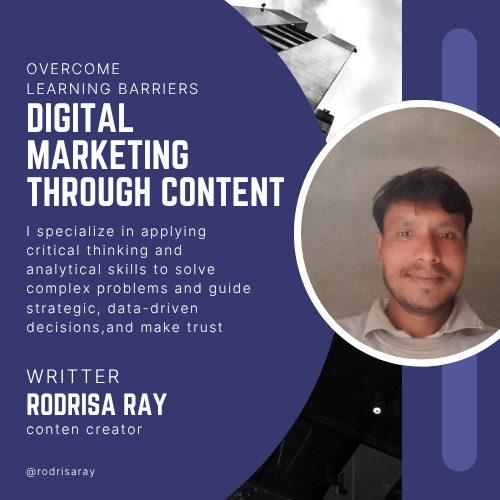 OVERCOME
LEARNING BARRIERS
DIGITAL
MARKETING
THROUGH CONTENT
I specialize in applying
critical thinking and
analytical skills to solve
complex problems and guide
strategic, data-driven
decisions,and make trust
WRITTER
RODRISA RAY
conten creator
@rodrisaray